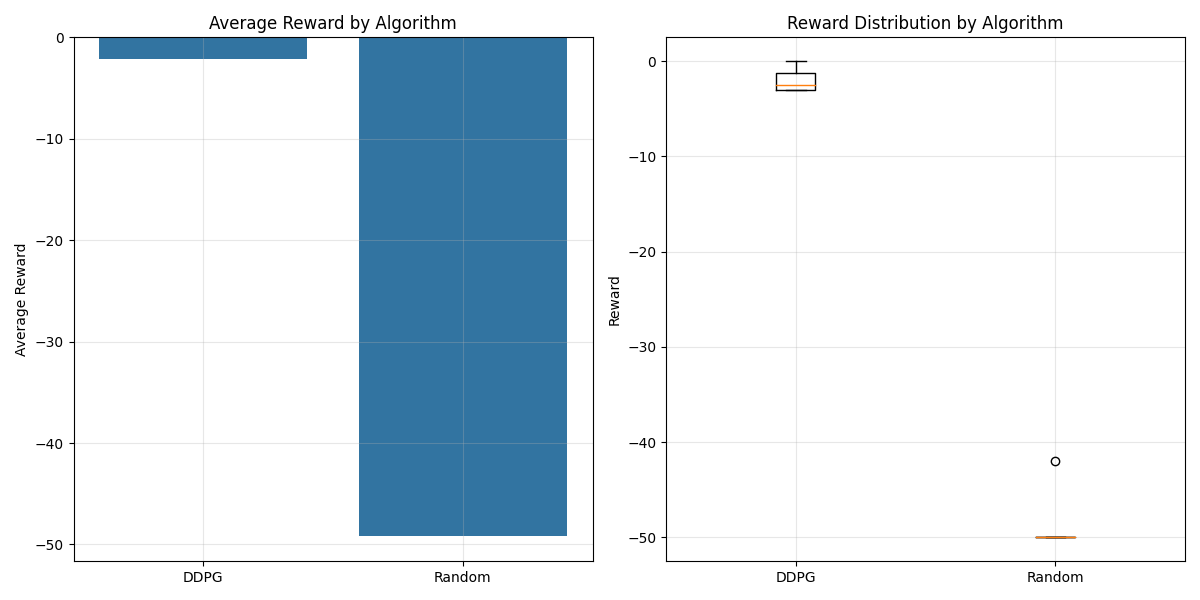 Average Reward by Algorithm
Average Reward
0
−10
−20
−30
−40
−50
DDPG
Random
Reward Distribution by Algorithm
Reward
0
−10
−20
−30
−40
−50
DDPG
Random